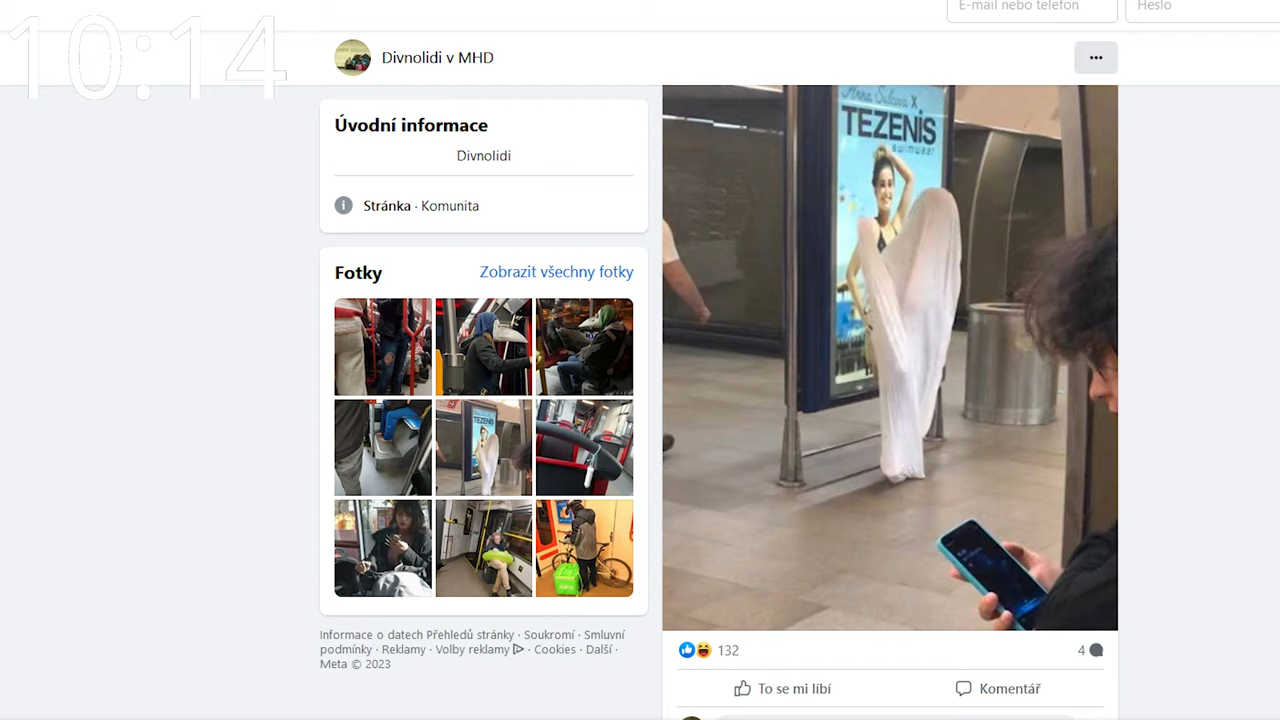 E-mail nebo telefon
Heslo
10:14
Divnolidi v MHD
Úvodní informace
Divnolidi
Stránka · Komunita
Fotky
Zobrazit všechny fotky
Informace o datech Přehledů stránky · Soukromí · Smluvní
podmínky · Reklamy · Volby reklamy · Cookies · Další ·
Meta © 2023
X
TEZENIS
swimwear
132
4
To se mi líbí
Komentář